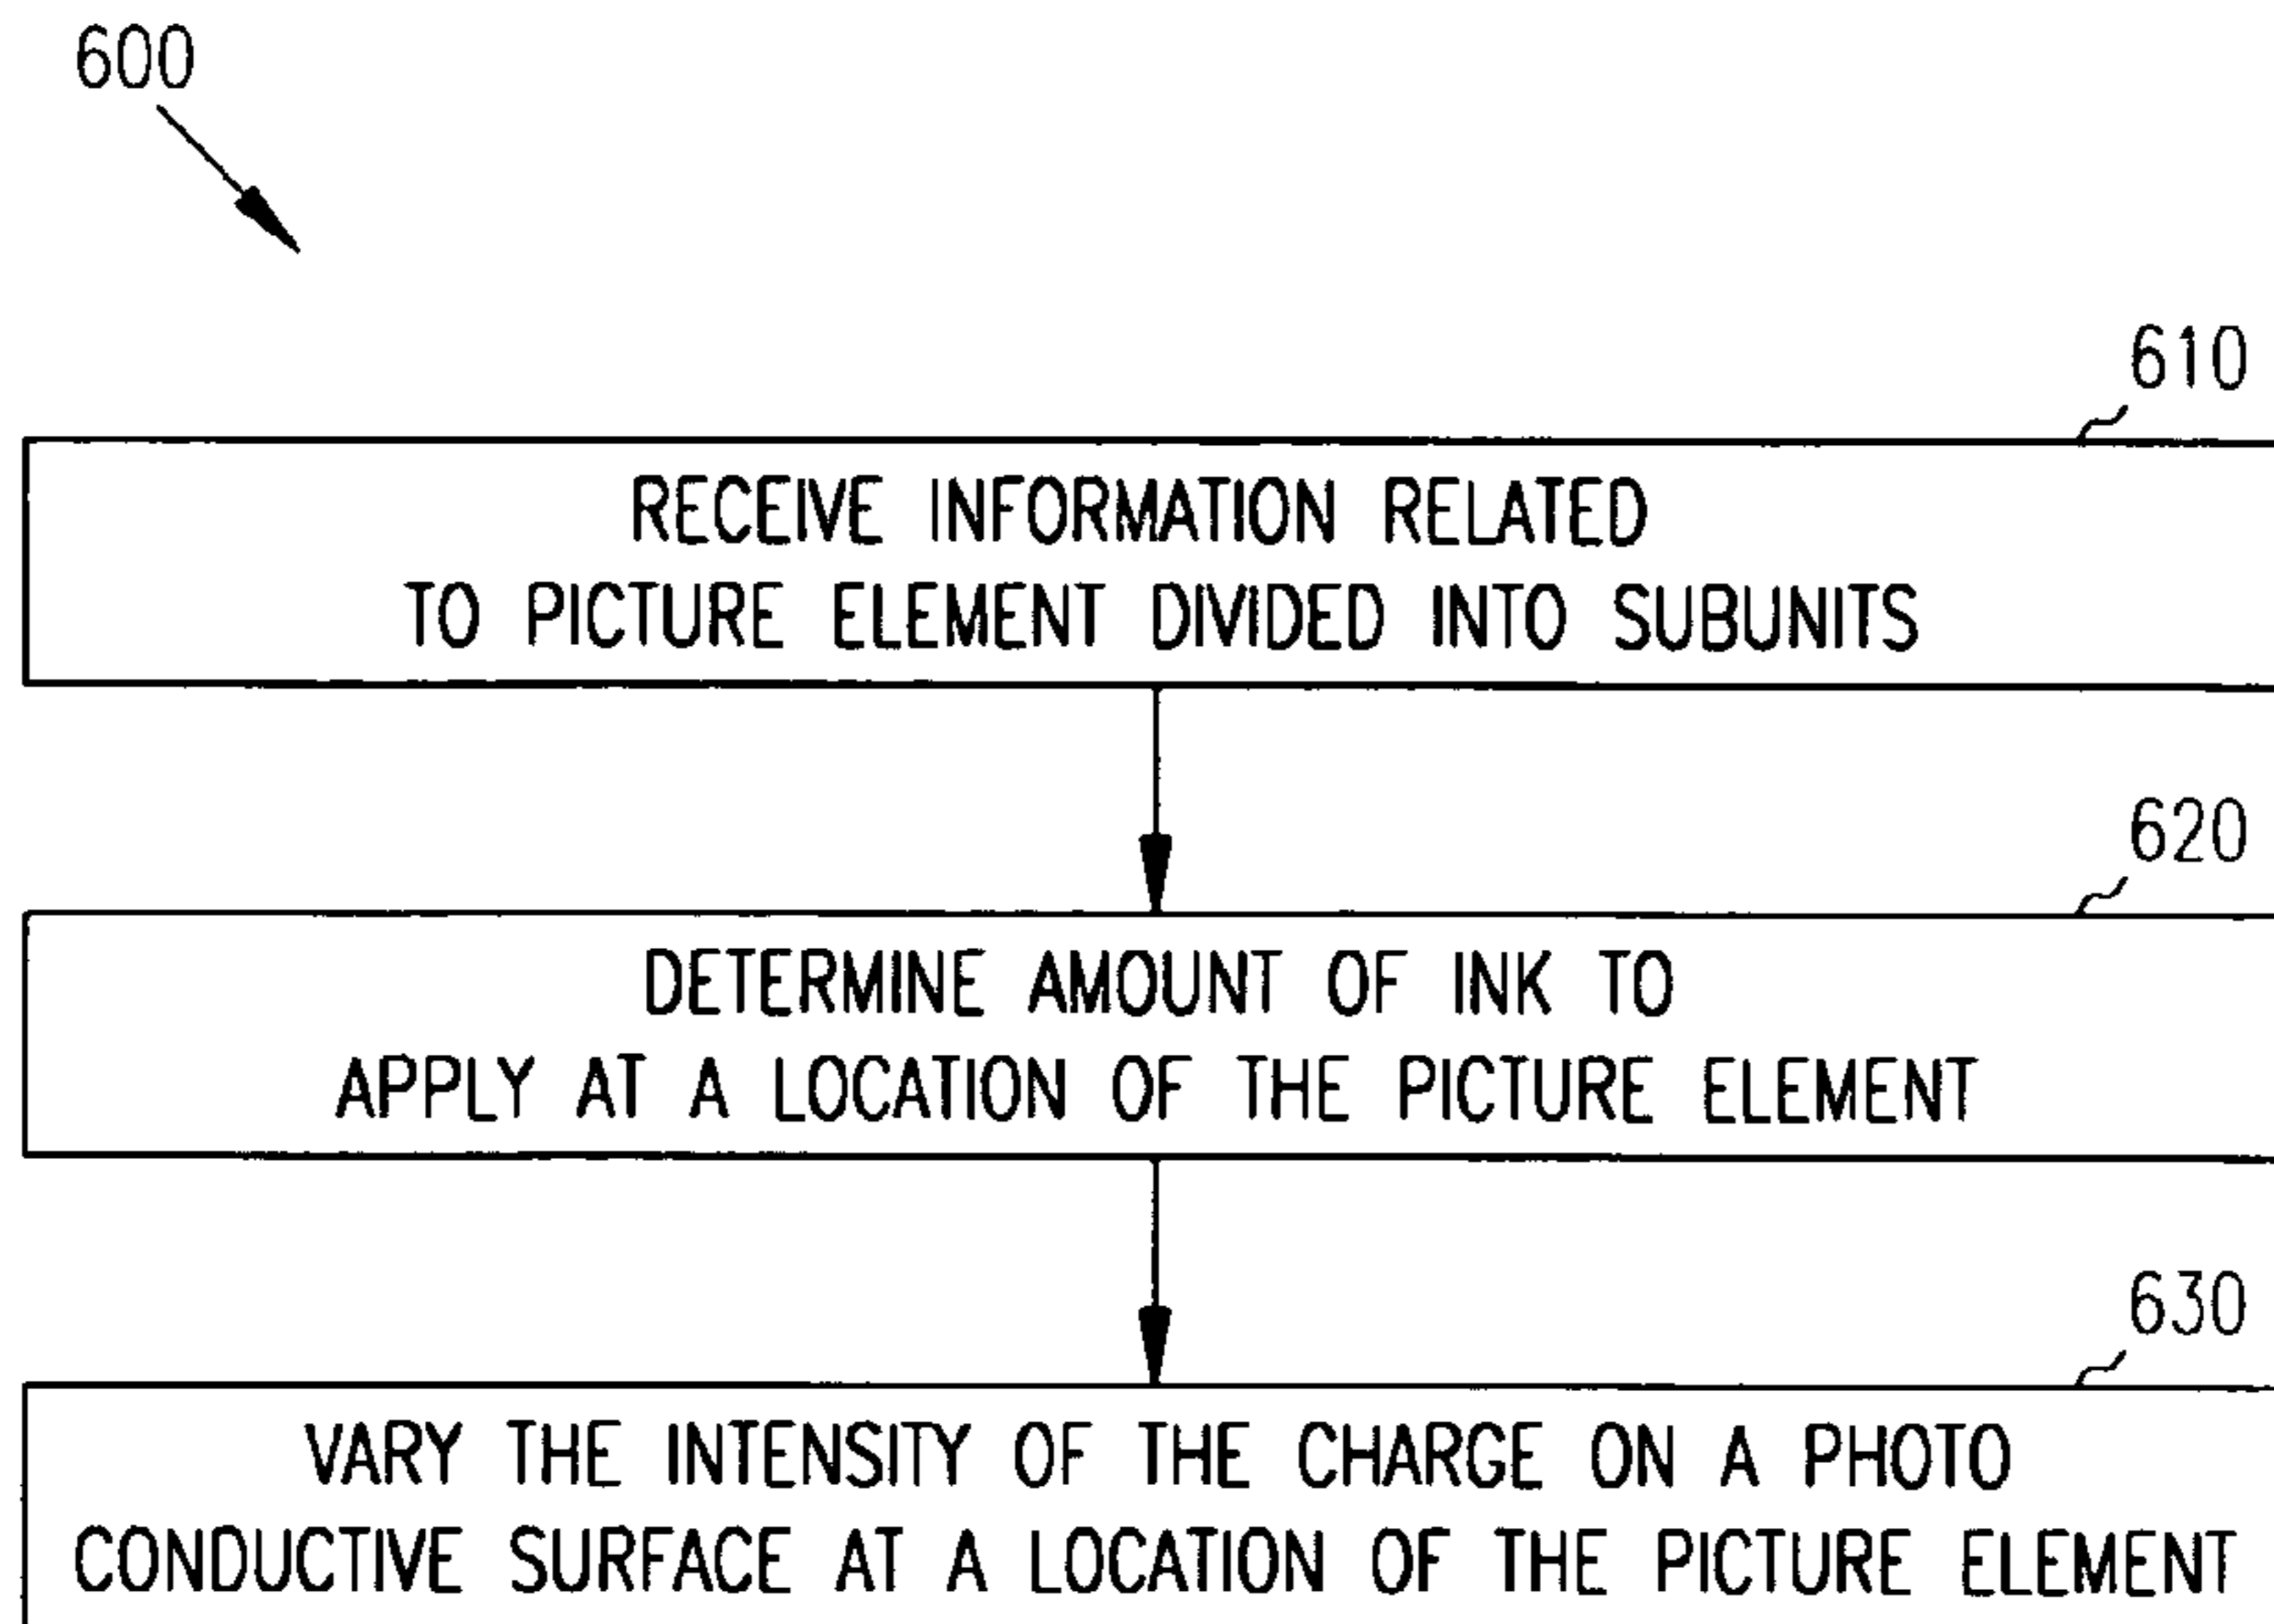 600
610
RECEIVE INFORMATION RELATED
TO PICTURE ELEMENT DIVIDED INTO SUBUNITS
620
DETERMINE AMOUNT OF INK TO
APPLY AT A LOCATION OF THE PICTURE ELEMENT
630
VARY THE INTENSITY OF THE CHARGE ON A PHOTO
CONDUCTIVE SURFACE AT A LOCATION OF THE PICTURE ELEMENT